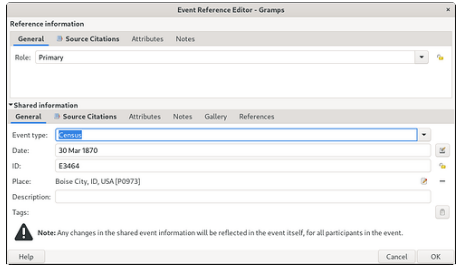 Event Reference Editor - Gramps
Reference information
General Source Citations Attributes Notes
Role: Primary
Shared information
General Source Citations Attributes Notes Gallery References
Event type: Census
Date: 30 Mar 1870
ID: E3464
Place: Boise City, ID, USA [P0973]
Description:
Tags:
Note: Any changes in the shared event information will be reflected in the event itself, for all participants in the event.
Help Cancel OK